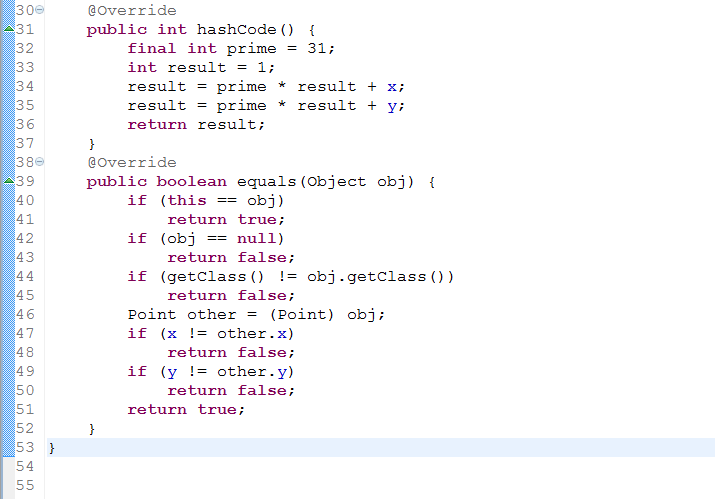 30 @Override
31 public int hashCode() {
32 final int prime = 31;
33 int result = 1;
34 result = prime * result + x;
35 result = prime * result + y;
36 return result;
37 }
38 @Override
39 public boolean equals(Object obj) {
40 if (this == obj)
41 return true;
42 if (obj == null)
43 return false;
44 if (getClass() != obj.getClass())
45 return false;
46 Point other = (Point) obj;
47 if (x != other.x)
48 return false;
49 if (y != other.y)
50 return false;
51 return true;
52 }
53 }
54
55